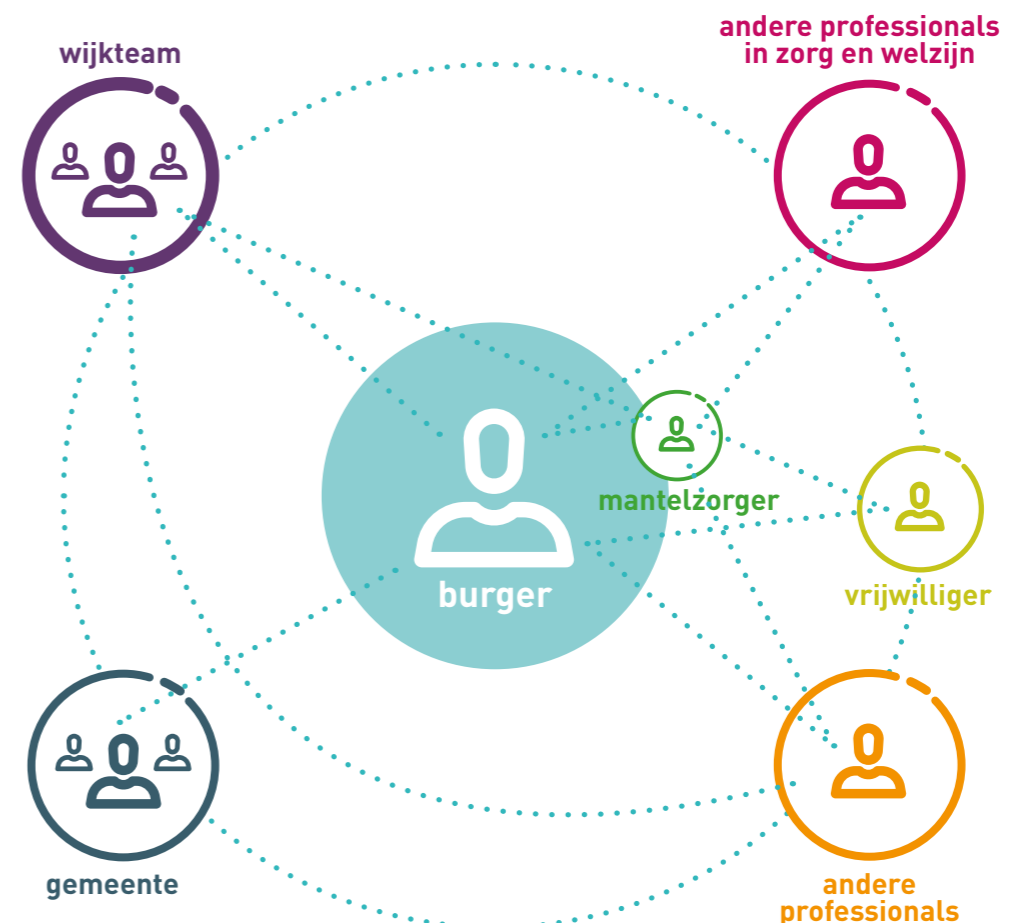 wijkteam
andere professionals
in zorg en welzijn
mantelzorger
burger
vrijwilliger
gemeente
andere
professionals